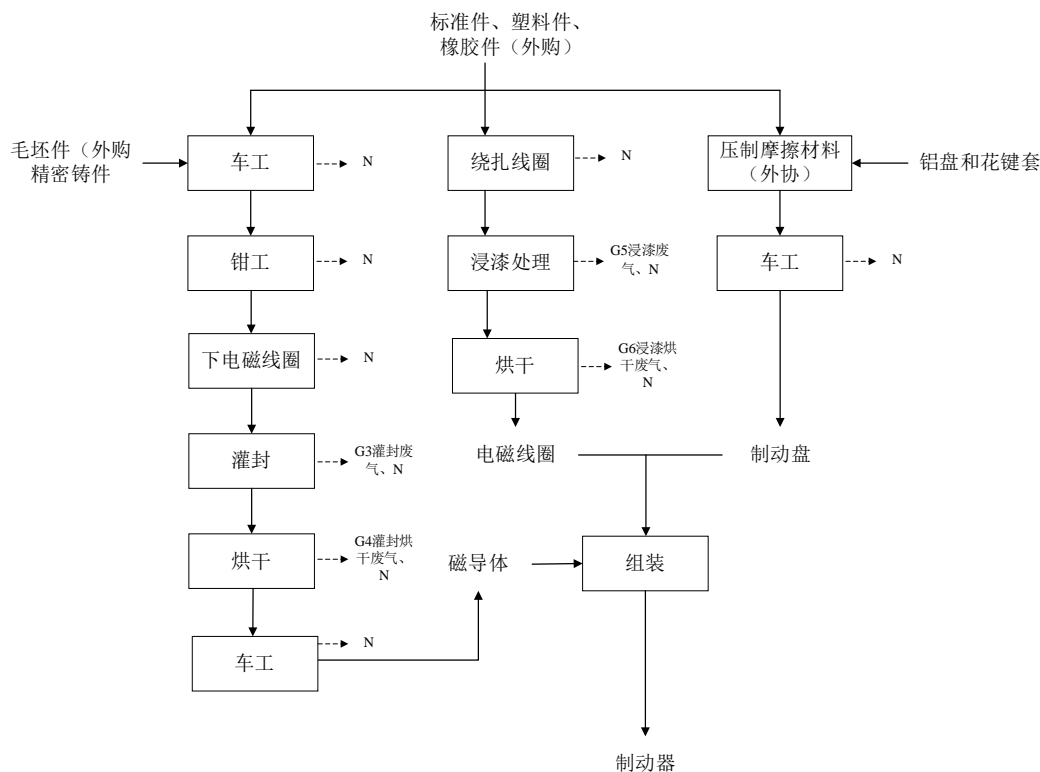 标准件、塑料件、
橡胶件（外购）
毛坯件（外购
精密铸件
车工
N
绕扎线圈
N
压制摩擦材料
（外协）
铝盘和花键套
钳工
N
浸漆处理
G5浸漆废
气、N
车工
N
下电磁线圈
N
烘干
G6浸漆烘
干废气、
N
灌封
G3灌封废
气、N
电磁线圈
制动盘
烘干
G4灌封烘
干废气、
N
磁导体
组装
车工
N
制动器